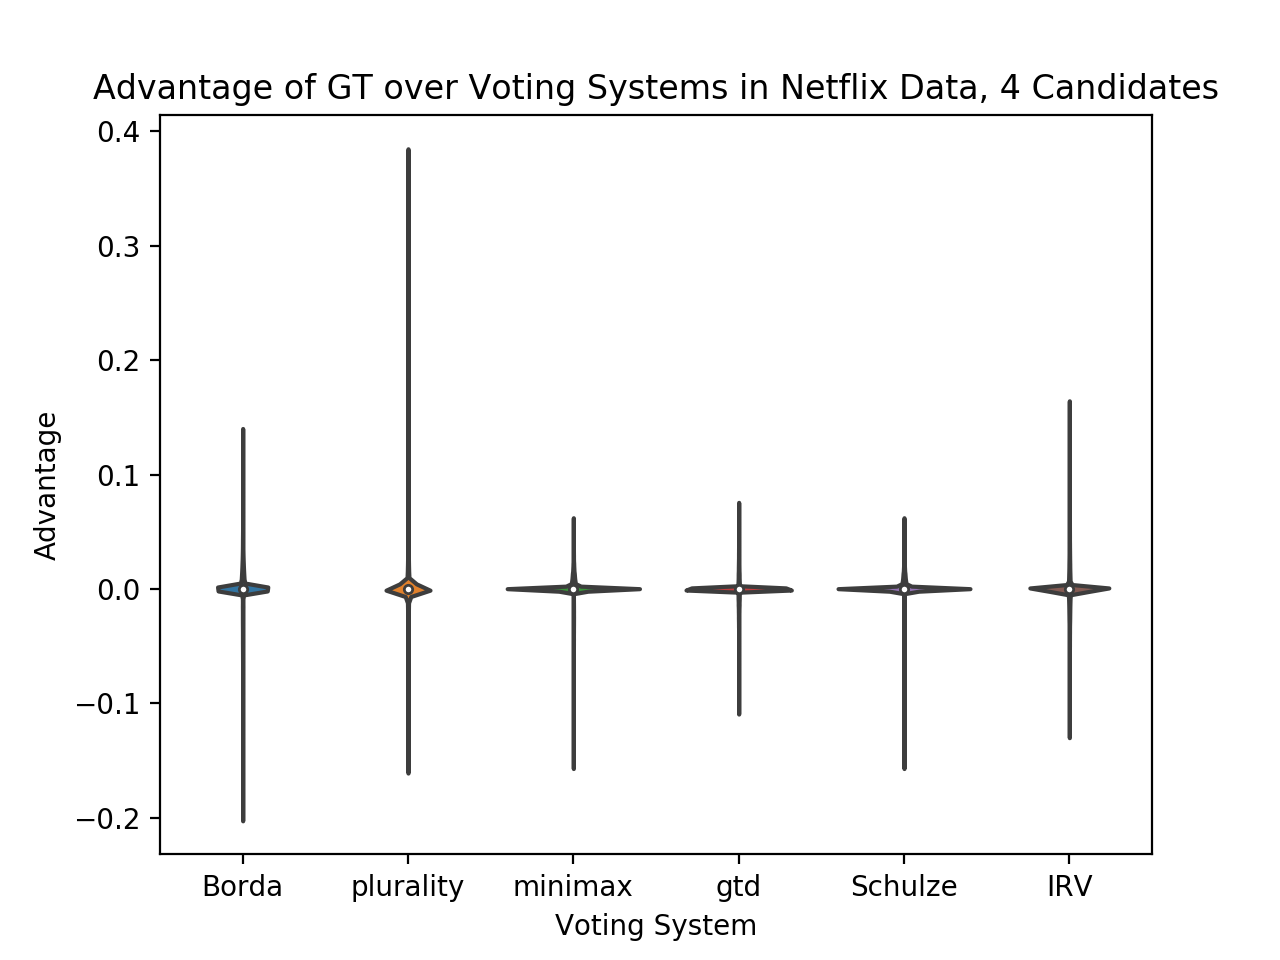 Advantage of GT over Voting Systems in Netflix Data, 4 Candidates
0.4
0.3
0.2
0.1
0.0
−0.1
−0.2
Advantage
Borda plurality minimax gtd Schulze IRV
Voting System